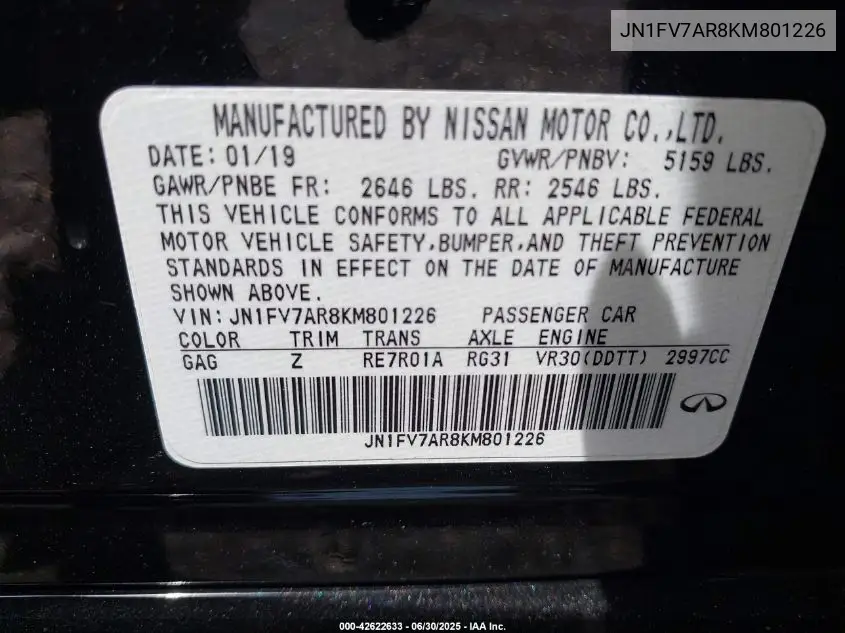 JN1FV7AR8KM801226
MANUFACTURED BY NISSAN MOTOR CO.,LTD.
DATE: 01/19 GVWR/PNBV: 5159 LBS.
GAWR/PNBE FR: 2646 LBS. RR: 2546 LBS.
THIS VEHICLE CONFORMS TO ALL APPLICABLE FEDERAL
MOTOR VEHICLE SAFETY,BUMPER,AND THEFT PREVENTION
STANDARDS IN EFFECT ON THE DATE OF MANUFACTURE
SHOWN ABOVE.
VIN: JN1FV7AR8KM801226 PASSENGER CAR
COLOR TRIM TRANS AXLE ENGINE
GAG Z RE7R01A RG31 VR30(DDTT) 2997CC
JN1FV7AR8KM801226
000-42622633 - 06/30/2025 - IAA Inc.